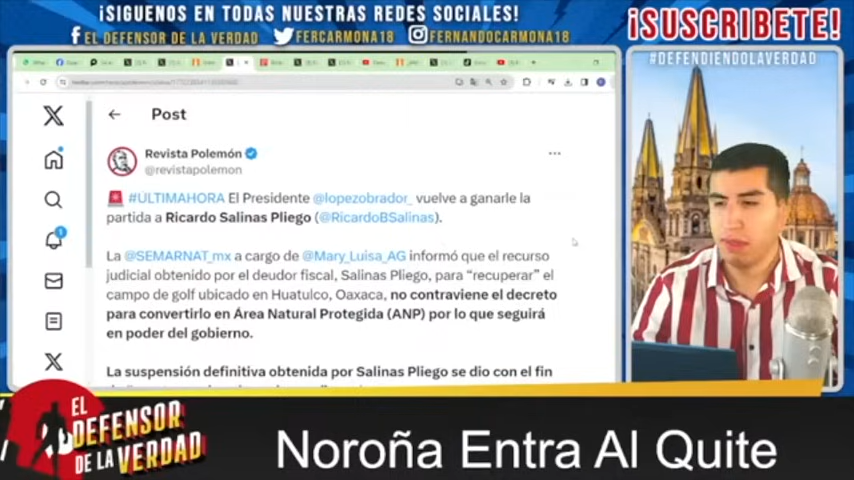 ¡SIGUENOS EN TODAS NUESTRAS REDES SOCIALES!
EL DEFENSOR DE LA VERDAD
FERCARMONA18
FERNANDOCARMONA18
¡SUSCRIBETE!
#DEFENDIENDOLAVERDAD
Post
Revista Polemón
@revistapolemon
#ÚLTIMAHORA El Presidente @lopezobrador_ vuelve a ganarle la
partida a Ricardo Salinas Pliego (@RicardoBSalinas).
La @SEMARNAT_mx a cargo de @Mary_Luisa_AG informó que el recurso
judicial obtenido por el deudor fiscal, Salinas Pliego, para “recuperar” el
campo de golf ubicado en Huatulco, Oaxaca, no contraviene el decreto
para convertirlo en Área Natural Protegida (ANP) por lo que seguirá
en poder del gobierno.
La suspensión definitiva obtenida por Salinas Pliego se dio con el fin
EL
DEFENSOR
DE LA VERDAD
Noroña Entra Al Quite